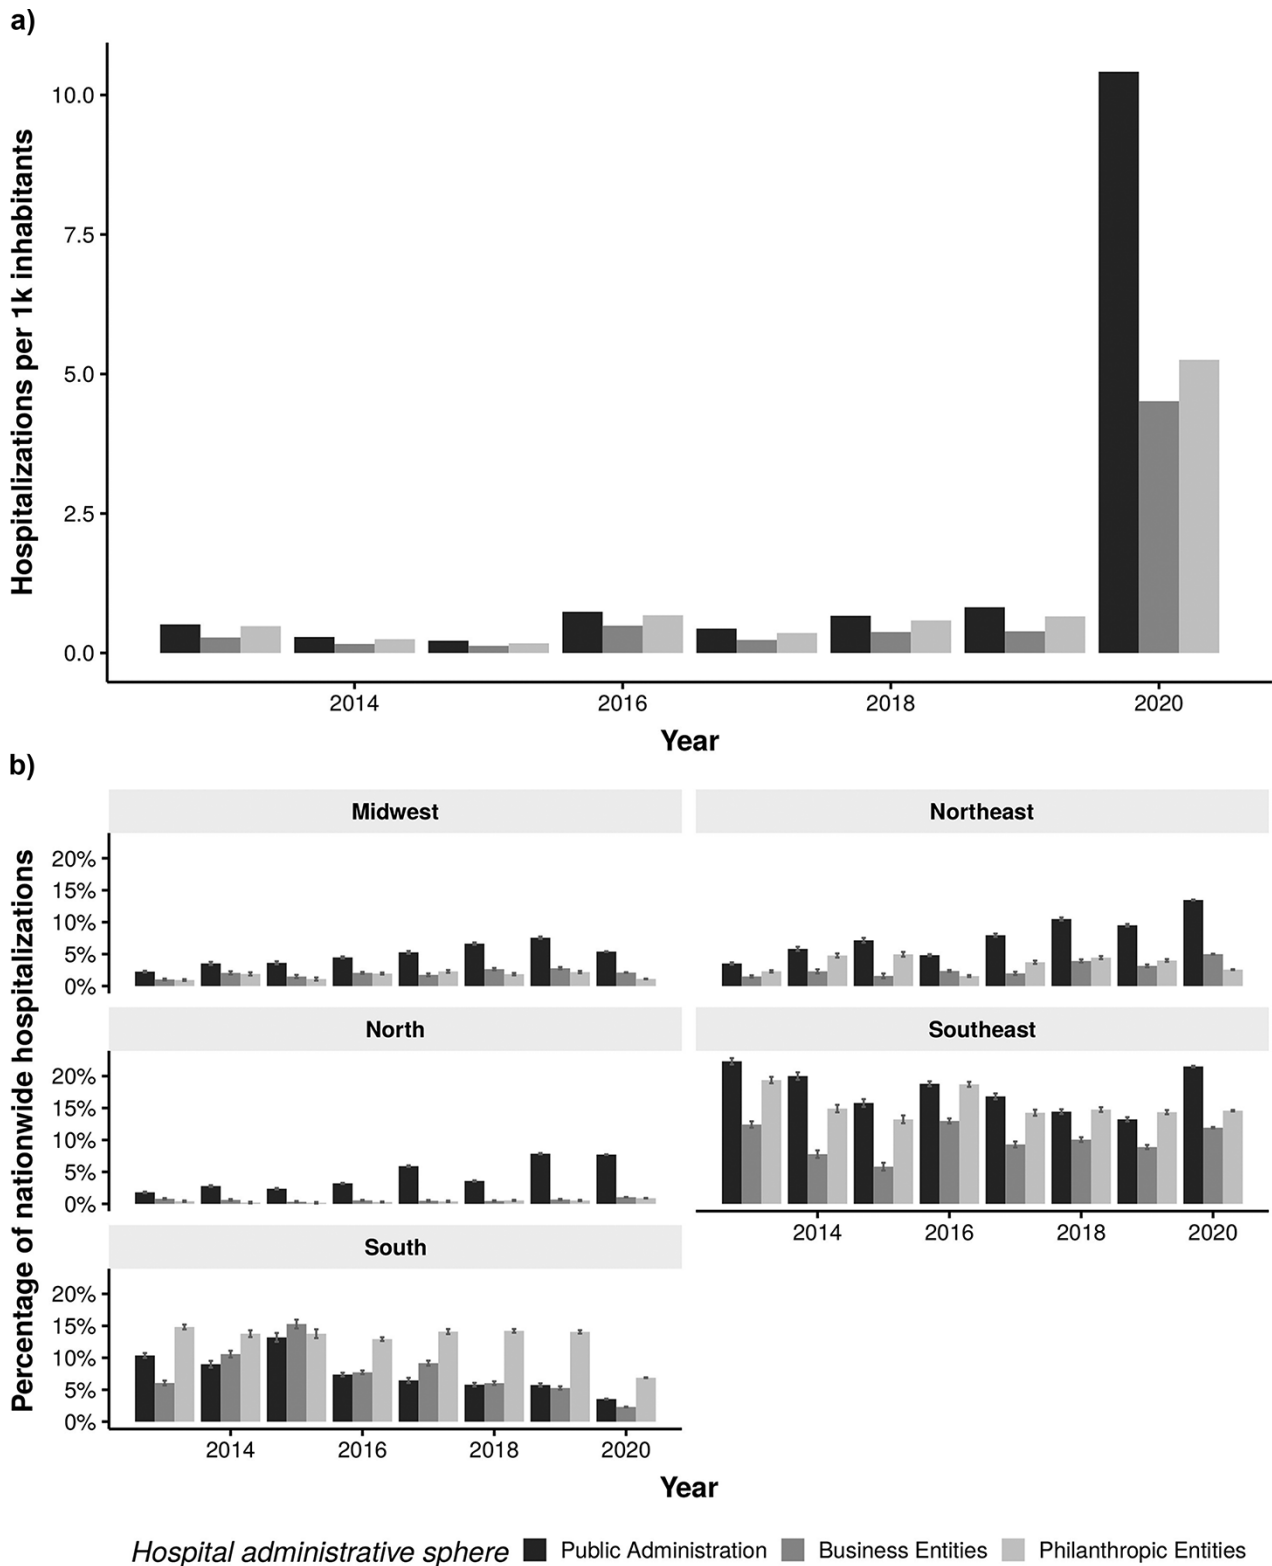 a)
Hospitalizations per 1k inhabitants
10.0
7.5
5.0
2.5
0.0
2014 2016 2018 2020
Year
b)
Percentage of nationwide hospitalizations
Midwest
20%
15%
10%
5%
0%
Northeast
North
20%
15%
10%
5%
0%
Southeast
2014 2016 2018 2020
South
20%
15%
10%
5%
0%
2014 2016 2018 2020
Year
Hospital administrative sphere Public Administration Business Entities Philanthropic Entities